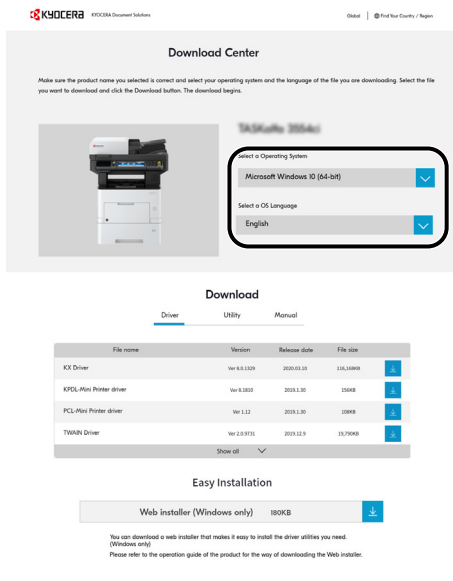 KYOCERA KYOCERA Document Solutions Global Find Your Country / Region
Download Center
Make sure the product name you selected is correct and select your operating system and the language of the file you are downloading. Select the file
you want to download and click the Download button. The download begins.
Select a Operating System
Microsoft Windows 10 (64-bit)
Select a OS Language
English
Download
Driver Utility Manual
File name Version Release date File size
KX Driver Ver 8.0.1329 2020.03.10 116,168KB
KPDL-Mini Printer driver Ver 8.1810 2019.1.30 156KB
PCL-Mini Printer driver Ver 1.12 2019.1.30 108KB
TWAIN Driver Ver 2.0.9731 2019.12.9 19,790KB
Show all
Easy Installation
Web installer (Windows only) 180KB
You can download a web installer that makes it easy to install the driver utilities you need.
(Windows only)
Please refer to the operation guide of the product for the way of downloading the Web installer.